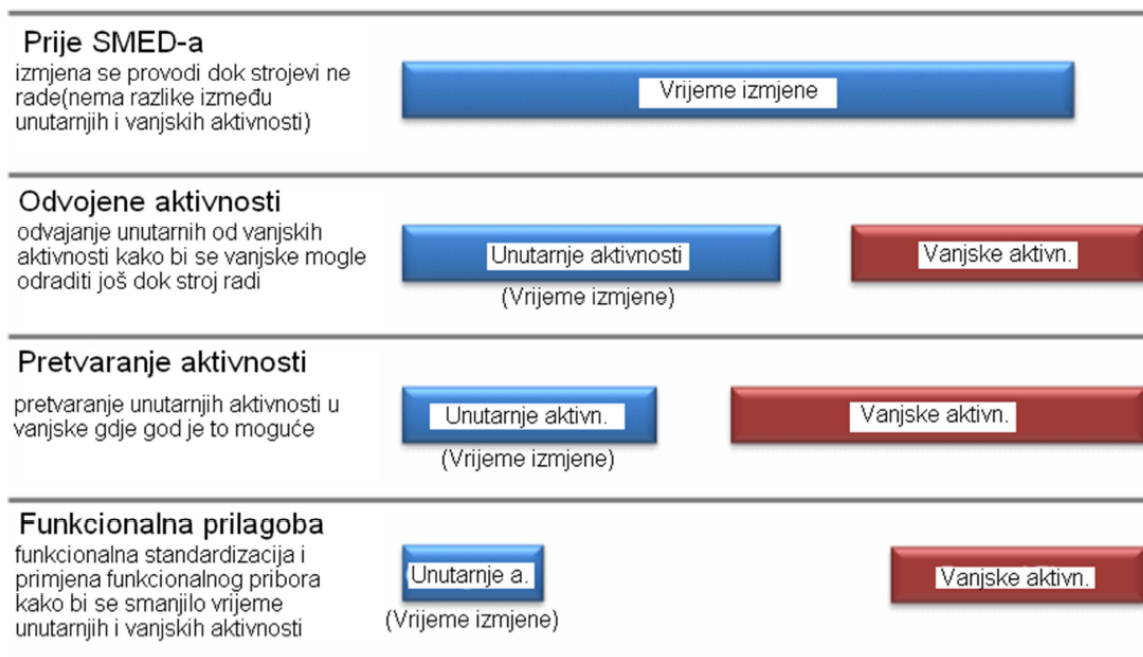 Prije SMED-a
izmjena se provodi dok strojevi ne
rade(nema razlike između
unutarnjih i vanjskih aktivnosti)
Vrijeme izmjene
Odvojene aktivnosti
odvajanje unutarnih od vanjskih
aktivnosti kako bi se vanjske mogle
odraditi još dok stroj radi
Unutarnje aktivnosti
(Vrijeme izmjene)
Vanjske aktivn.
Pretvaranje aktivnosti
pretvaranje unutarnjih aktivnosti u
vanjske gdje god je to moguće
Unutarnje aktivn.
(Vrijeme izmjene)
Vanjske aktivn.
Funkcionalna prilagoba
funkcionalna standardizacija i
primjena funkcionalnog pribora
kako bi se smanjilo vrijeme
unutarnjih i vanjskih aktivnosti
Unutarnje a.
(Vrijeme izmjene)
Vanjske aktivn.